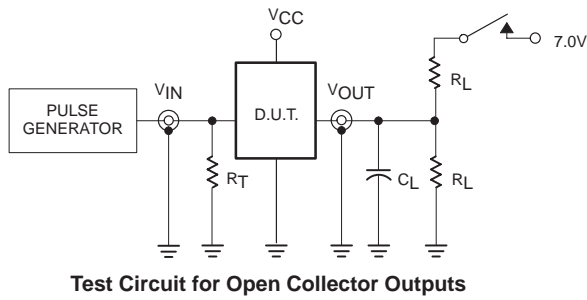 VCC
7.0V
RL
VIN
VOUT
PULSE
GENERATOR
D.U.T.
RT
CL
RL
Test Circuit for Open Collector Outputs